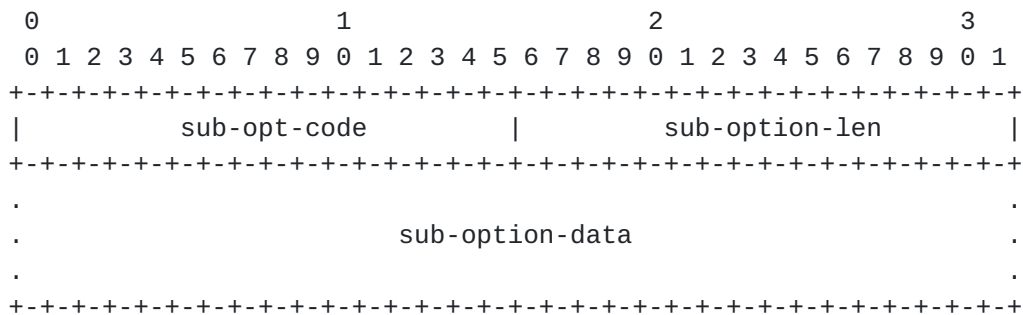 0                   1                   2                   3
 0 1 2 3 4 5 6 7 8 9 0 1 2 3 4 5 6 7 8 9 0 1 2 3 4 5 6 7 8 9 0 1
+-+-+-+-+-+-+-+-+-+-+-+-+-+-+-+-+-+-+-+-+-+-+-+-+-+-+-+-+-+-+-+-+
|          sub-opt-code         |         sub-option-len        |
+-+-+-+-+-+-+-+-+-+-+-+-+-+-+-+-+-+-+-+-+-+-+-+-+-+-+-+-+-+-+-+-+
.                                                               .
.                        sub-option-data                        .
.                                                               .
+-+-+-+-+-+-+-+-+-+-+-+-+-+-+-+-+-+-+-+-+-+-+-+-+-+-+-+-+-+-+-+-+